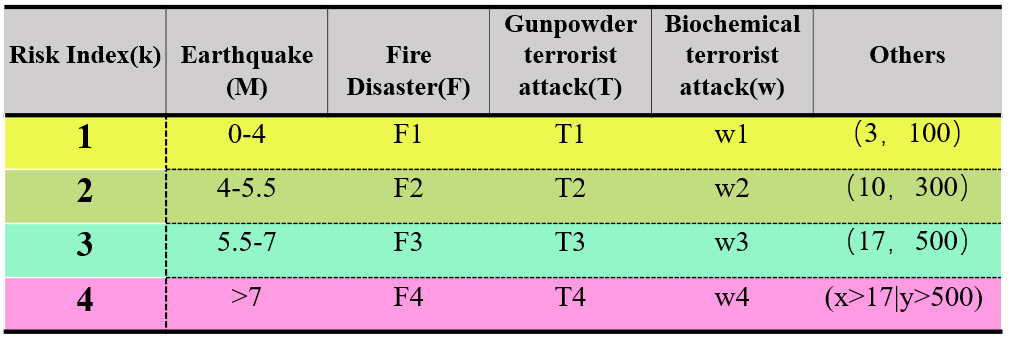 Risk Index(k) Earthquake (M) Fire Disaster(F) Gunpowder terrorist attack(T) Biochemical terrorist attack(w) Others
1 0-4 F1 T1 w1 (3，100)
2 4-5.5 F2 T2 w2 (10，300)
3 5.5-7 F3 T3 w3 (17，500)
4 >7 F4 T4 w4 (x>17|y>500)